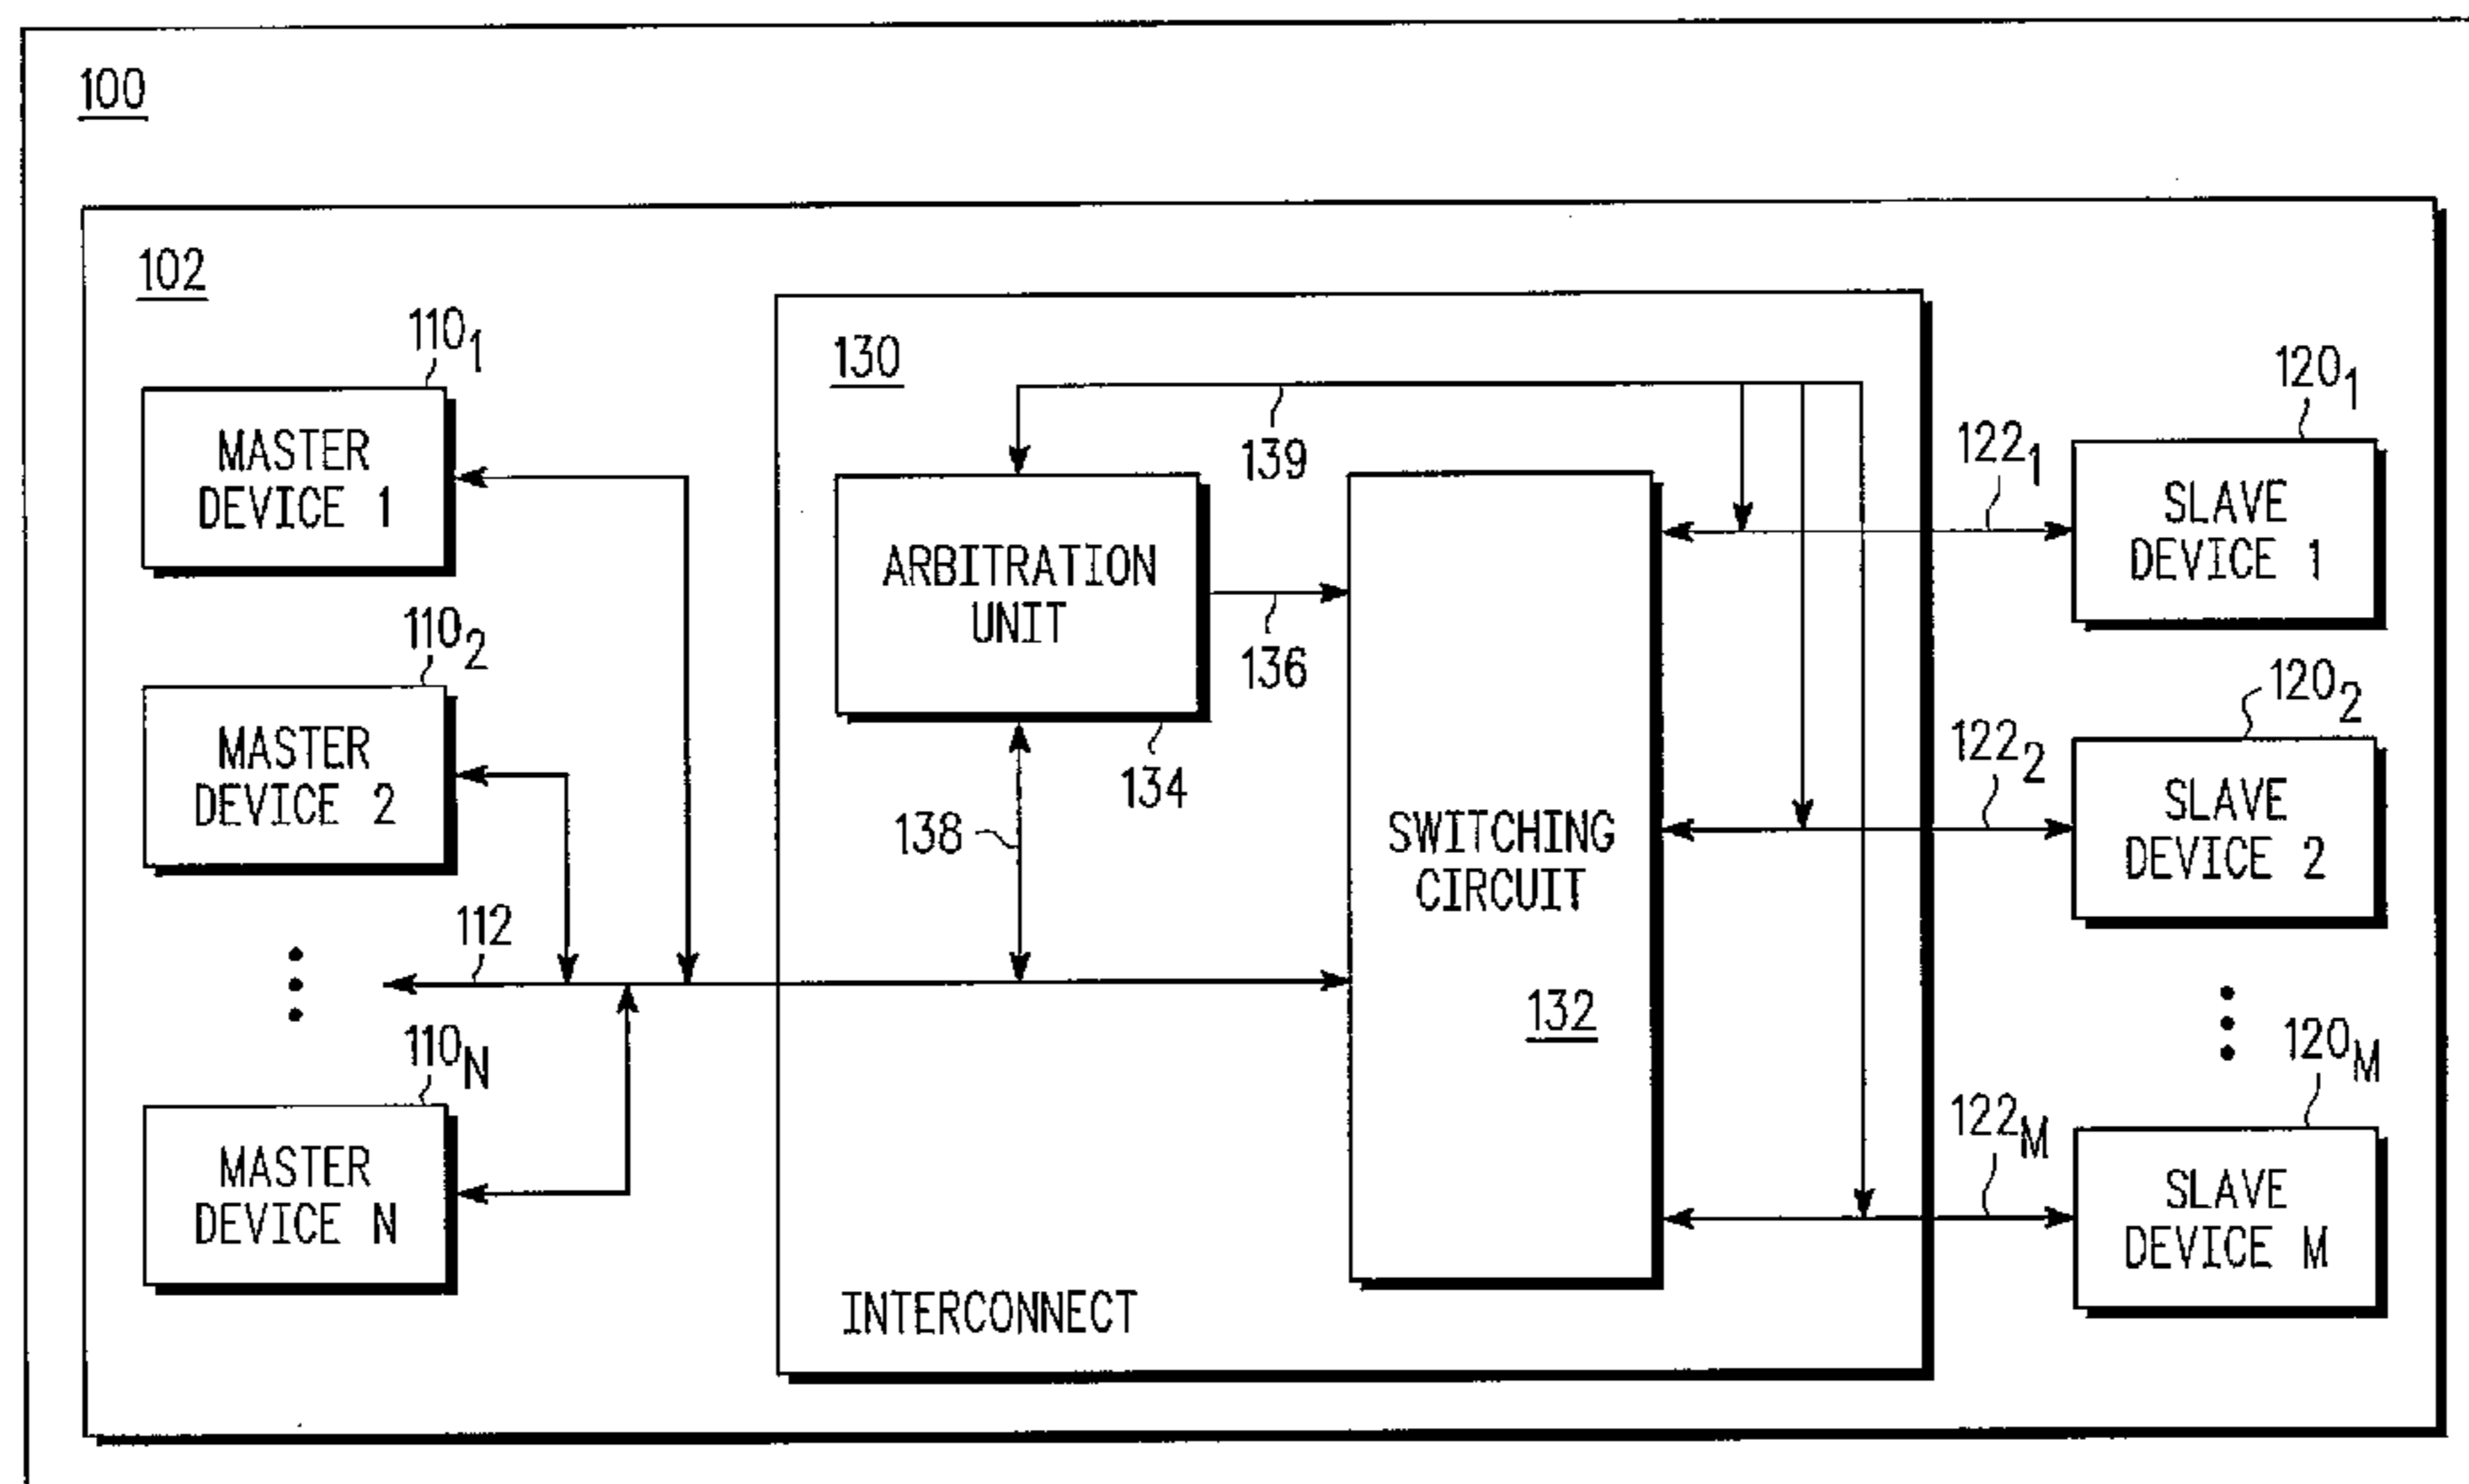 100
102
110₁
MASTER
DEVICE 1
110₂
MASTER
DEVICE 2
112
110N
MASTER
DEVICE N
130
139
ARBITRATION
UNIT
136
134
138
SWITCHING
CIRCUIT
132
INTERCONNECT
120₁
122₁
SLAVE
DEVICE 1
120₂
122₂
SLAVE
DEVICE 2
120M
122M
SLAVE
DEVICE M